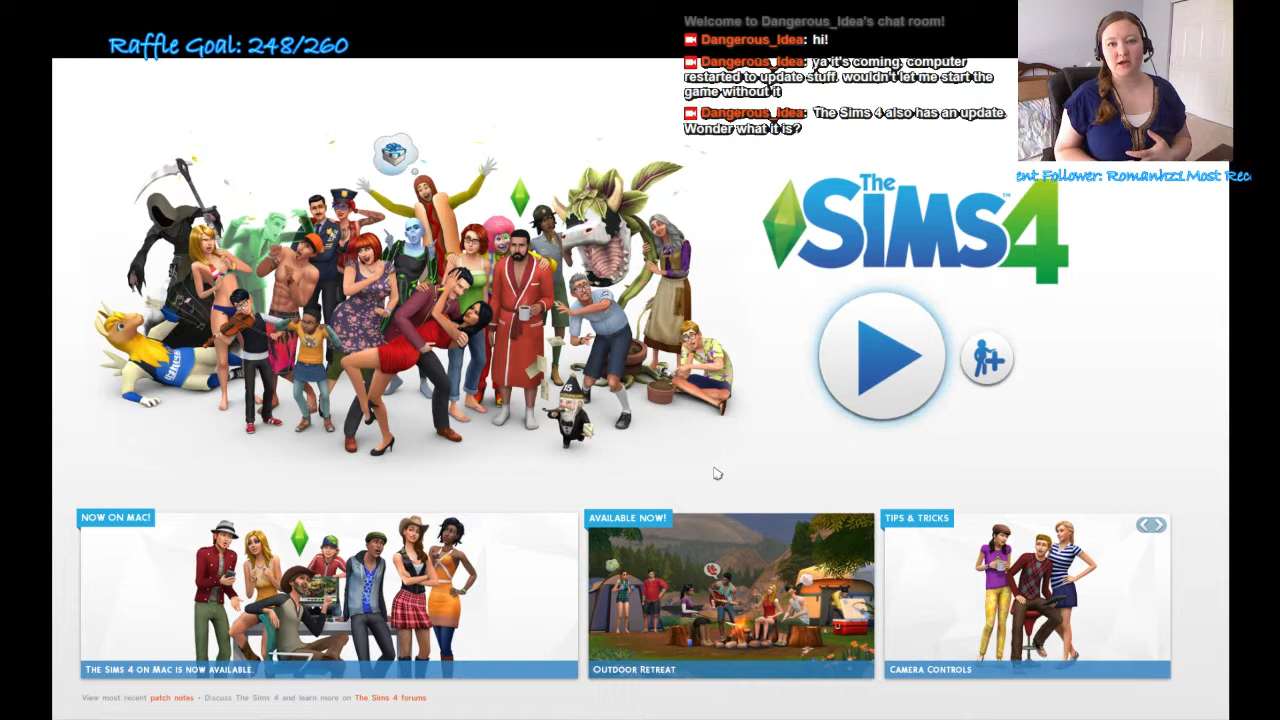 Raffle Goal: 248/260
Welcome to Dangerous_Idea's chat room!
Dangerous_Idea: hi!
Dangerous_Idea: ya it's coming. computer
restarted to update stuff. wouldn't let me start the
game without it
Dangerous_Idea: The Sims 4 also has an update.
Wonder what it is?
ent Follower: Romanhz1Most Rec
The SIMS 4
15
NOW ON MAC!
THE SIMS 4 ON MAC IS NOW AVAILABLE.
AVAILABLE NOW!
OUTDOOR RETREAT
TIPS & TRICKS
CAMERA CONTROLS
View most recent patch notes • Discuss The Sims 4 and learn more on The Sims 4 forums